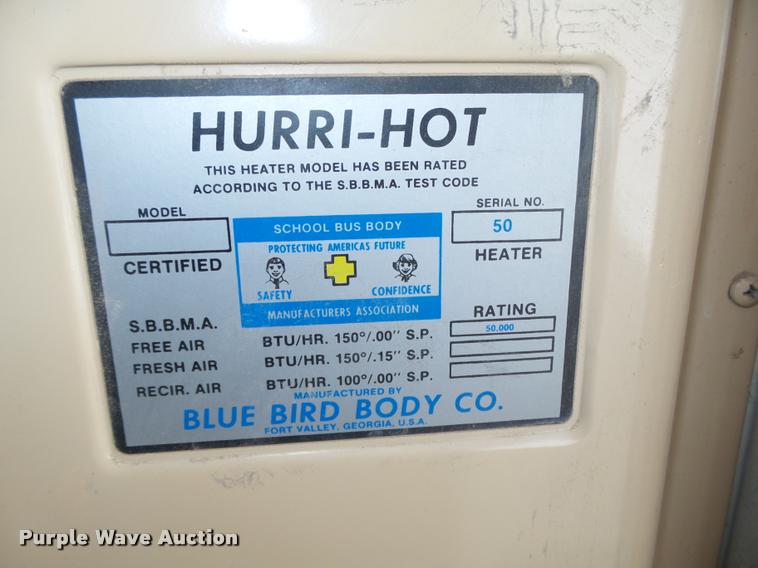 HURRI-HOT
THIS HEATER MODEL HAS BEEN RATED
ACCORDING TO THE S.B.B.M.A. TEST CODE
MODEL
CERTIFIED
SCHOOL BUS BODY
PROTECTING AMERICAS FUTURE
SAFETY CONFIDENCE
MANUFACTURERS ASSOCIATION
SERIAL NO.
50
HEATER
S.B.B.M.A. RATING
FREE AIR BTU/HR. 150°/.00" S.P. 50,000
FRESH AIR BTU/HR. 150°/.15" S.P.
RECIR. AIR BTU/HR. 100°/.00" S.P.
MANUFACTURED BY
BLUE BIRD BODY CO.
FORT VALLEY, GEORGIA, U.S.A.
Purple Wave Auction